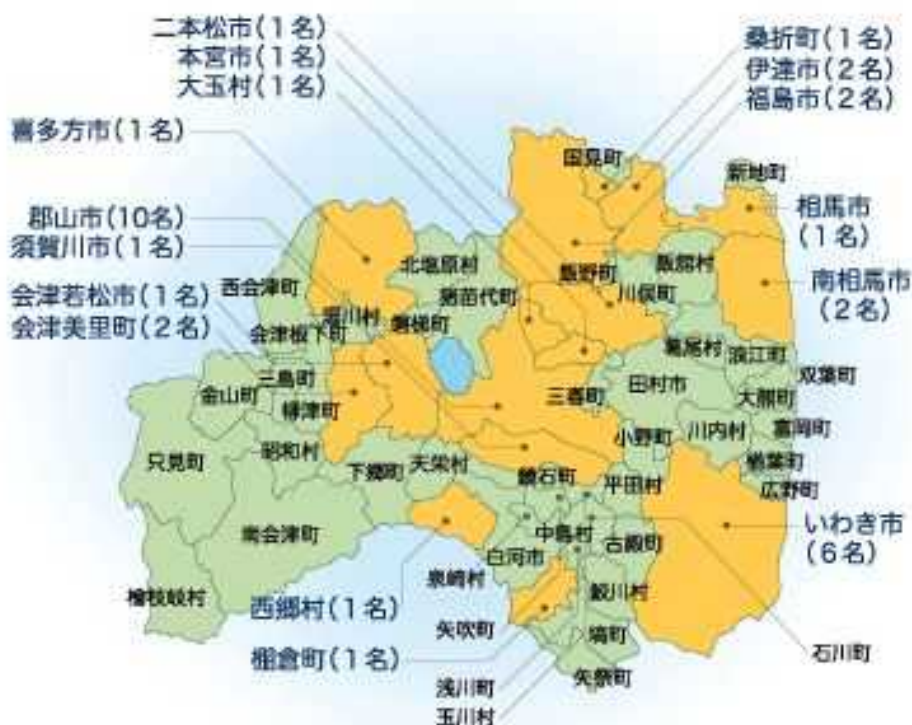 二本松市(1名)
本宮市(1名)
大玉村(1名)
桑折町(1名)
伊達市(2名)
福島市(2名)
喜多方市(1名)
国見町
新地町
郡山市(10名)
須賀川市(1名)
相馬市
(1名)
北塩原村
飯野町
飯舘村
西会津町
猪苗代町
川俣町
南相馬市
(2名)
会津若松市(1名)
会津美里町(2名)
湯川村
磐梯町
会津坂下町
葛尾村
浪江町
双葉町
三島町
金山町
柳津町
三春町
田村市
大熊町
昭和村
小野町
川内村
富岡町
只見町
下郷町
天栄村
鏡石町
平田村
楢葉町
広野町
南会津町
中島村
古殿町
いわき市
(6名)
白河市
泉崎村
檜枝岐村
西郷村(1名)
鮫川村
矢吹町
棚倉町(1名)
塙町
石川町
浅川町
矢祭町
玉川村